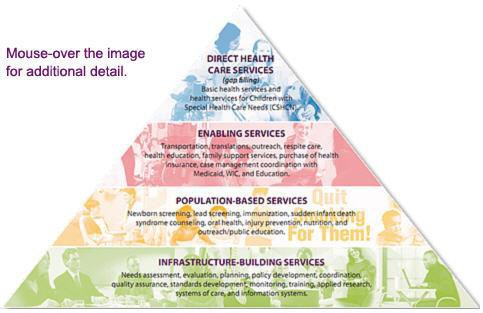 Mouse-over the image
for additional detail.
DIRECT HEALTH
CARE SERVICES
(gap filling)
Basic health services and
health services for Children with
Special Health Care Needs (CSHCN).
ENABLING SERVICES
Transportation, translations, outreach, respite care,
health education, family support services, purchase of health
insurance, case management coordination with
Medicaid, WIC, and Education.
POPULATION-BASED SERVICES
Quit
Newborn screening, lead screening, immunization, sudden infant death
syndrome counseling, oral health, injury prevention, nutrition, and
outreach/public education.
For Them!
INFRASTRUCTURE-BUILDING SERVICES
Needs assessment, evaluation, planning, policy development, coordination,
quality assurance, standards development, monitoring, training, applied research,
systems of care, and information systems.